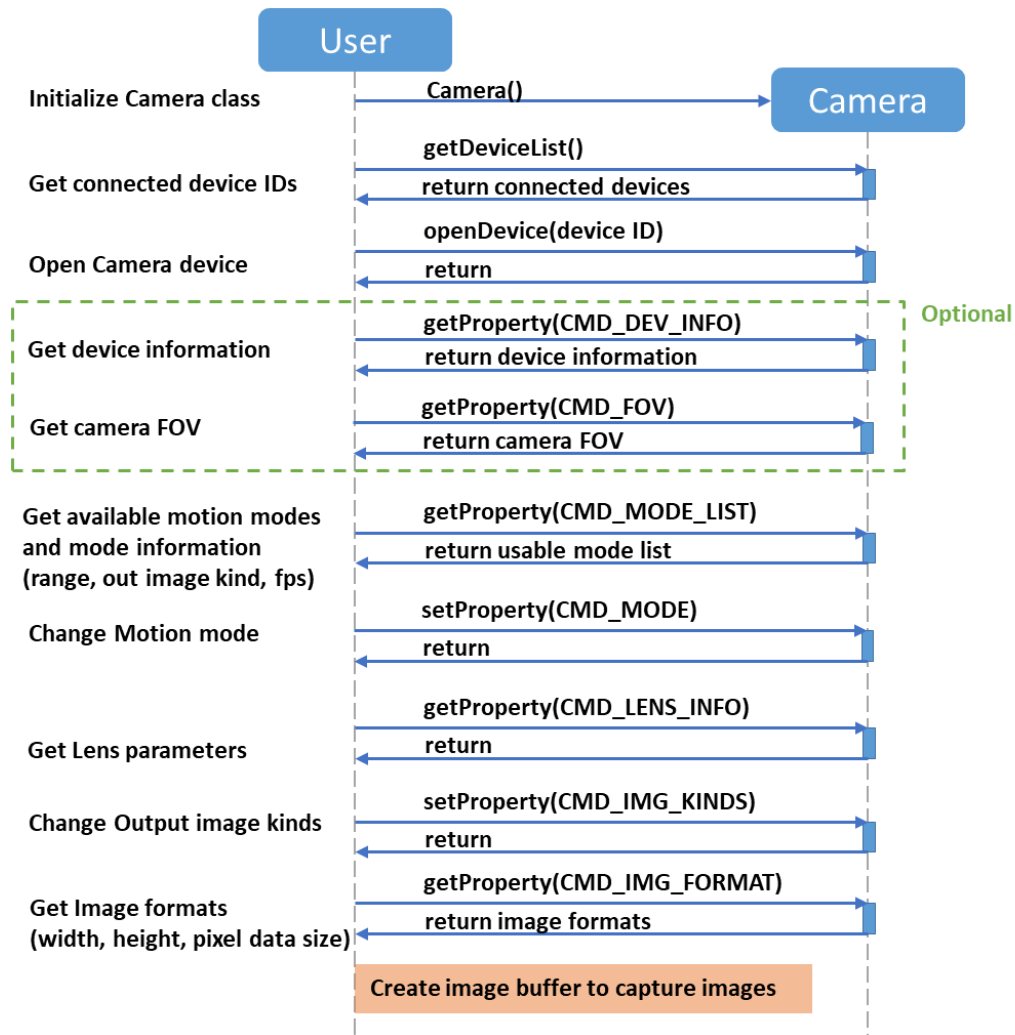 User
Initialize Camera class
Camera()
Camera
getDeviceList()
Get connected device IDs
return connected devices
openDevice(device ID)
Open Camera device
return
Optional
getProperty(CMD_DEV_INFO)
Get device information
return device information
getProperty(CMD_FOV)
Get camera FOV
return camera FOV
Get available motion modes
and mode information
(range, out image kind, fps)
getProperty(CMD_MODE_LIST)
return usable mode list
setProperty(CMD_MODE)
Change Motion mode
return
getProperty(CMD_LENS_INFO)
Get Lens parameters
return
setProperty(CMD_IMG_KINDS)
Change Output image kinds
return
getProperty(CMD_IMG_FORMAT)
Get Image formats
(width, height, pixel data size)
return image formats
Create image buffer to capture images